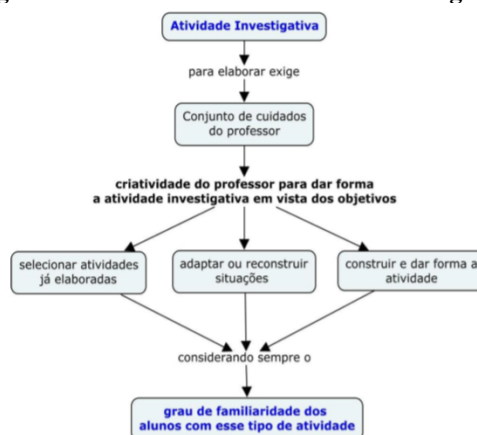 Atividade Investigativa
para elaborar exige
Conjunto de cuidados
do professor
criatividade do professor para dar forma
a atividade investigativa em vista dos objetivos
selecionar atividades
já elaboradas
adaptar ou reconstruir
situações
construir e dar forma a
atividade
considerando sempre o
grau de familiaridade dos
alunos com esse tipo de atividade